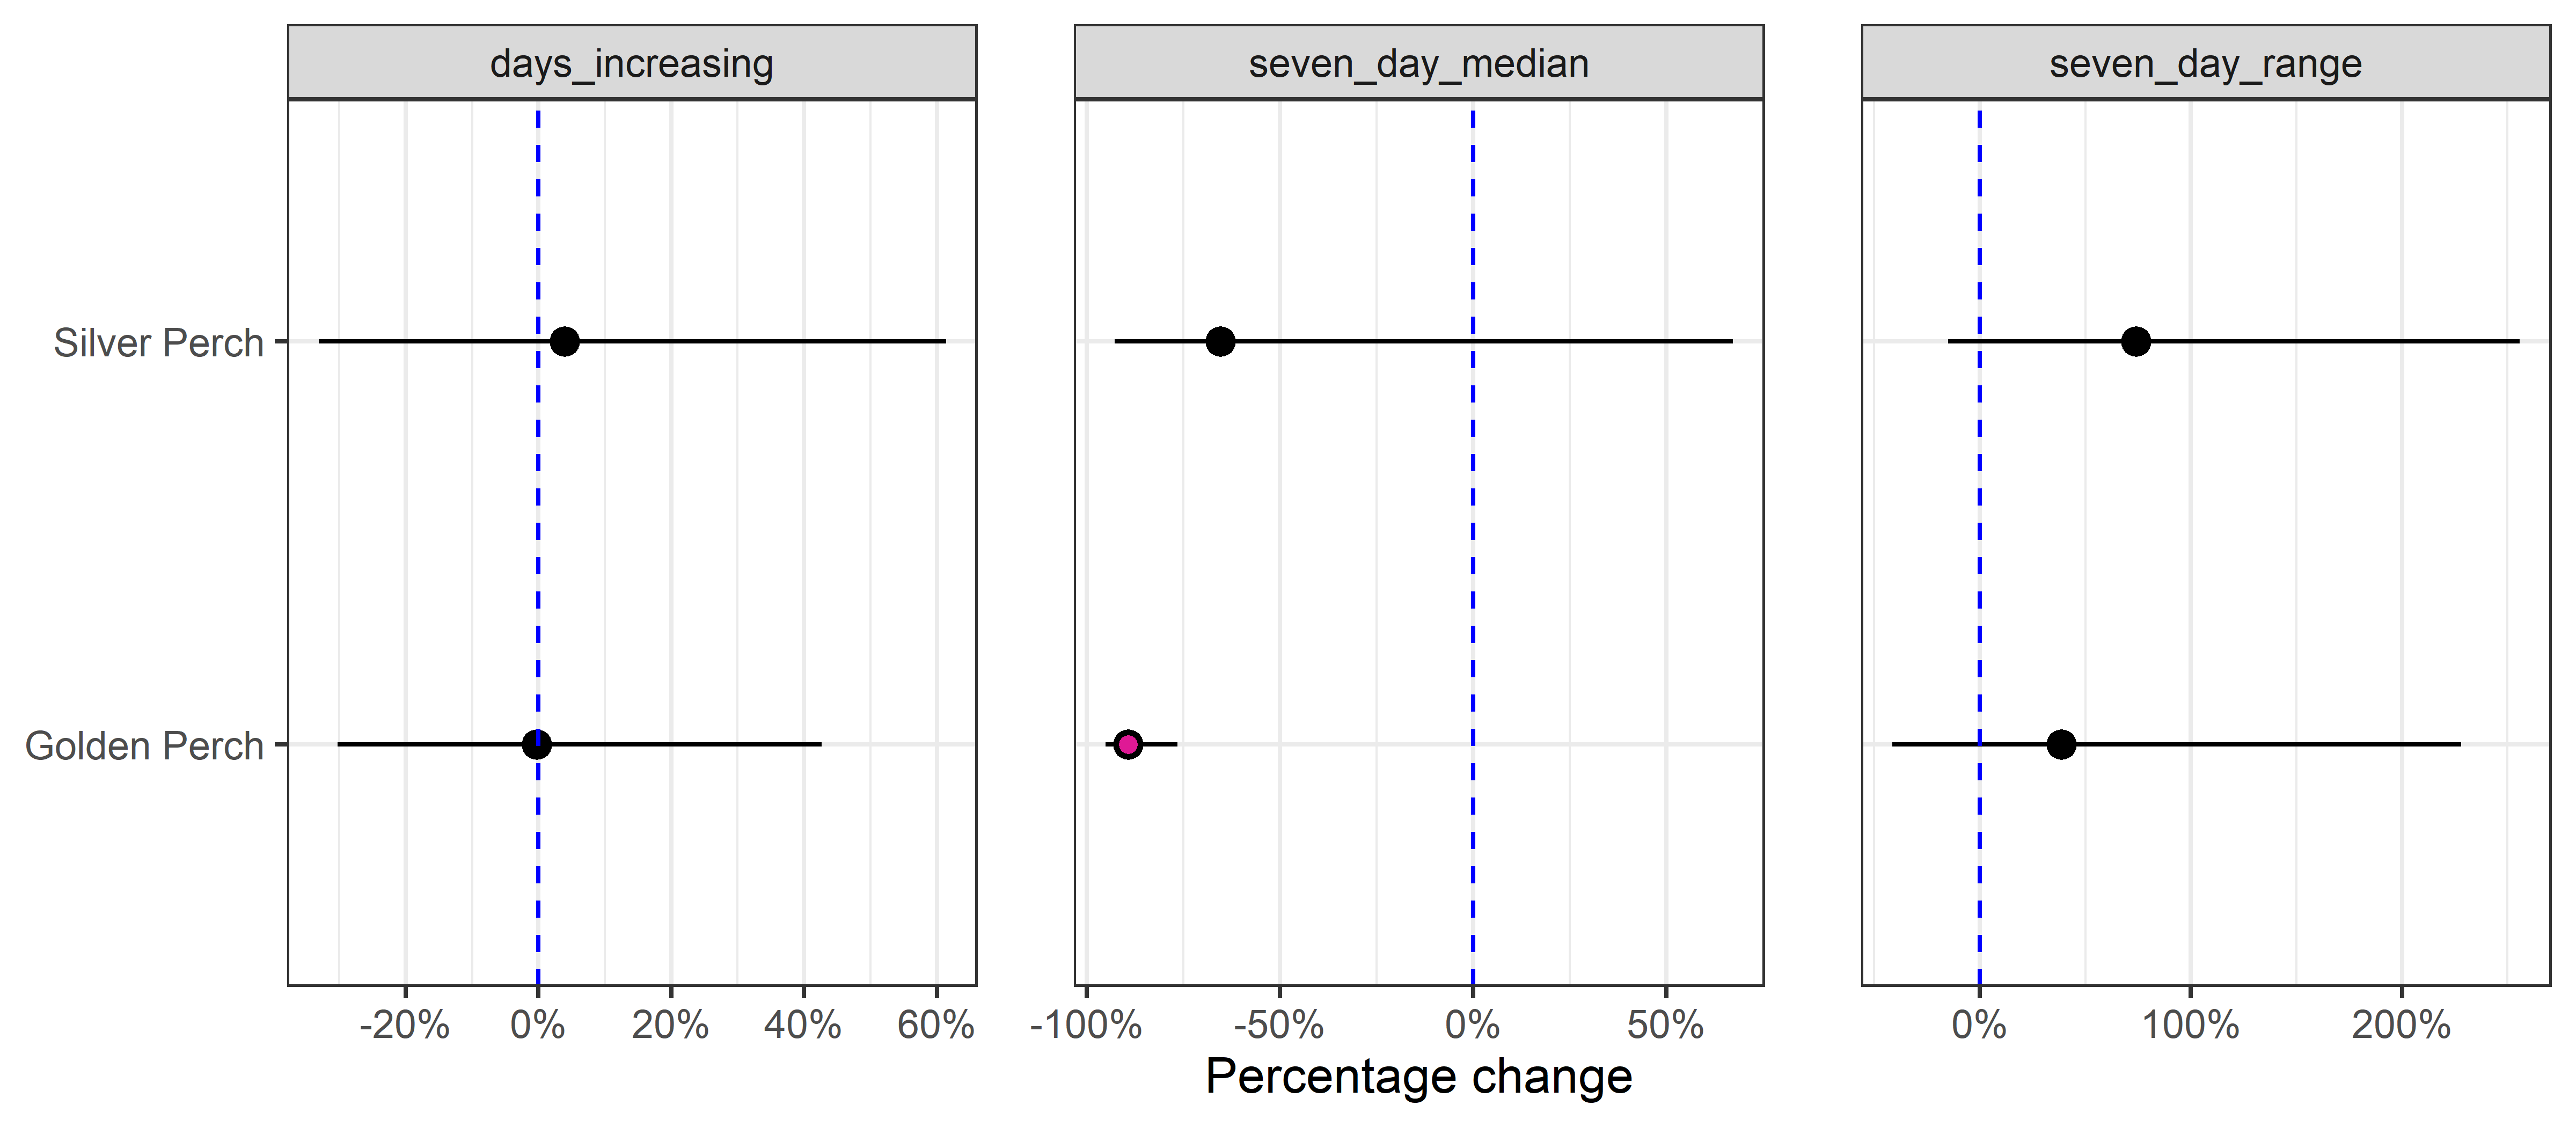 days_increasing
seven_day_median
seven_day_range
Silver Perch
Golden Perch
-20% 0% 20% 40% 60%
-100% -50% 0% 50%
0% 100% 200%
Percentage change